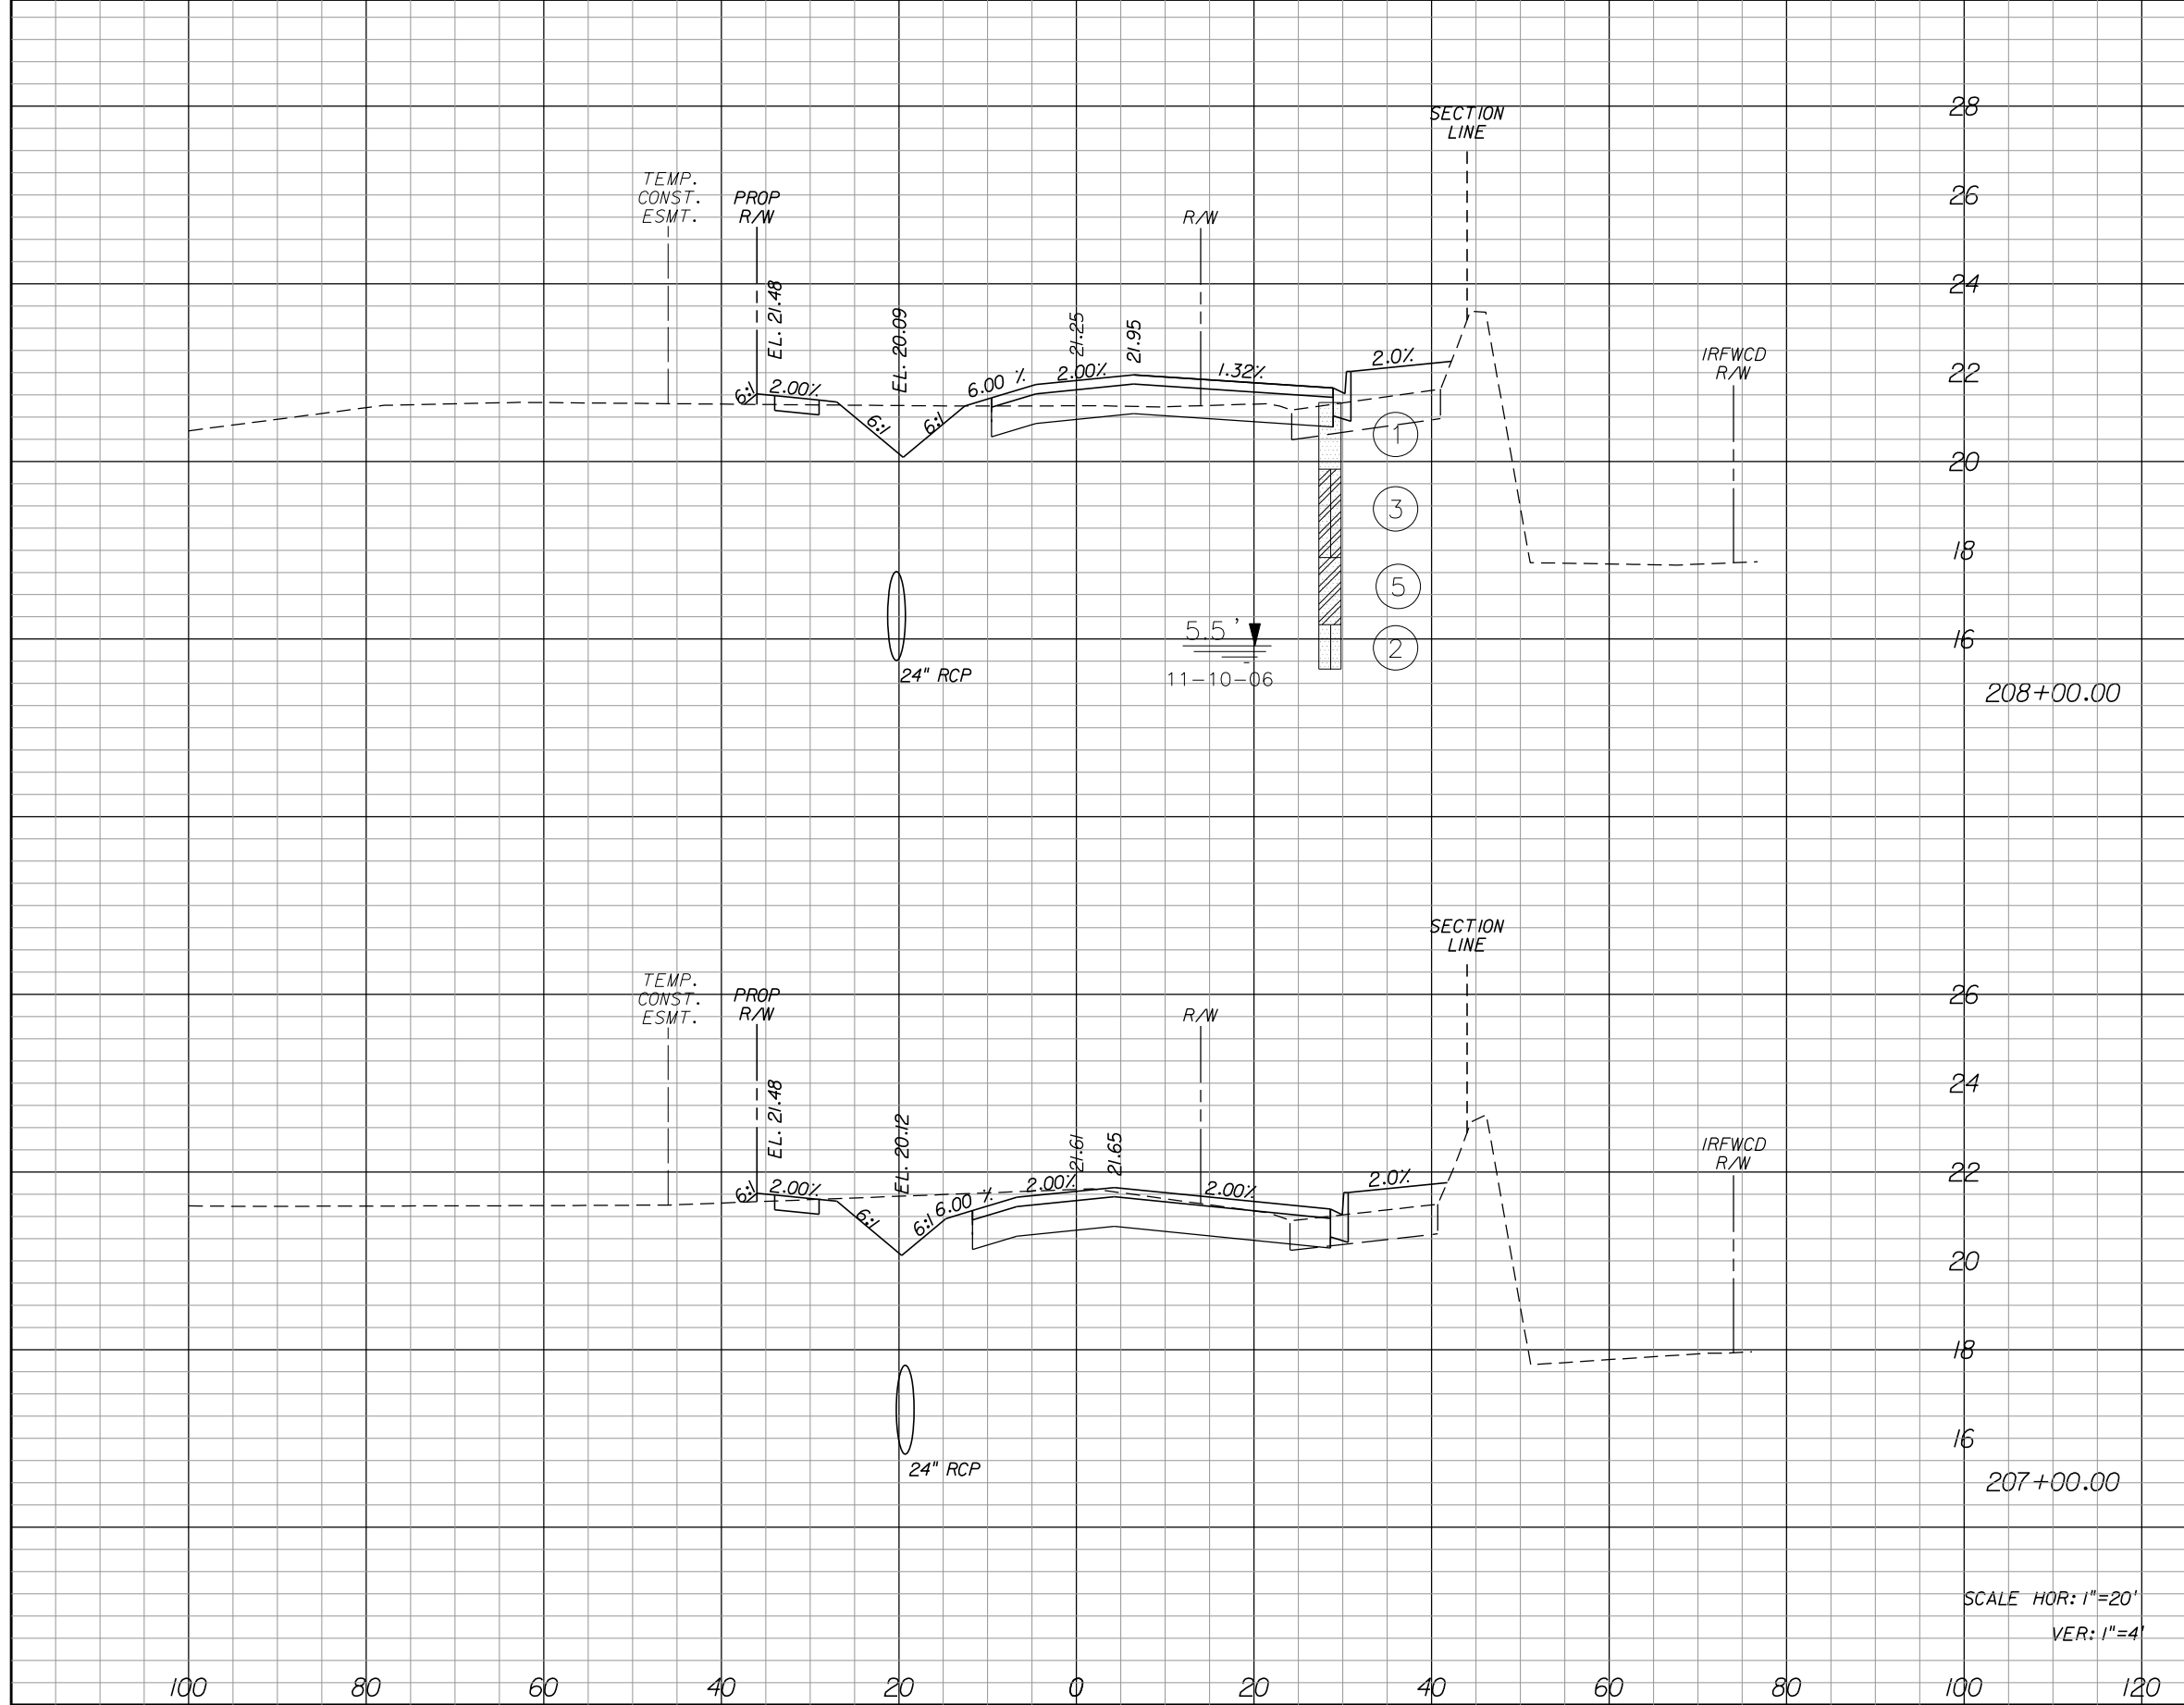 28
SECTION
LINE
TEMP.
CONST.
ESMT.
PROP
R/W
R/W
26
24
EL. 21.48
EL. 20.09
21.25
21.95
IRFWCD
R/W
22
6:1
2.00%
6:1
6:1
6.00 %
2.00%
1.32%
2.0%
1
20
3
18
5
5.5 '
16
2
11-10-06
24" RCP
208+00.00
SECTION
LINE
TEMP.
CONST.
ESMT.
PROP
R/W
R/W
26
24
EL. 21.48
EL. 20.12
21.61
21.65
IRFWCD
R/W
22
6:1
2.00%
6:1
6:1
6.00 %
2.00%
2.00%
2.0%
20
18
16
24" RCP
207+00.00
SCALE HOR: 1"=20'
VER: 1"=4'
100 80 60 40 20 0 20 40 60 80 100 120